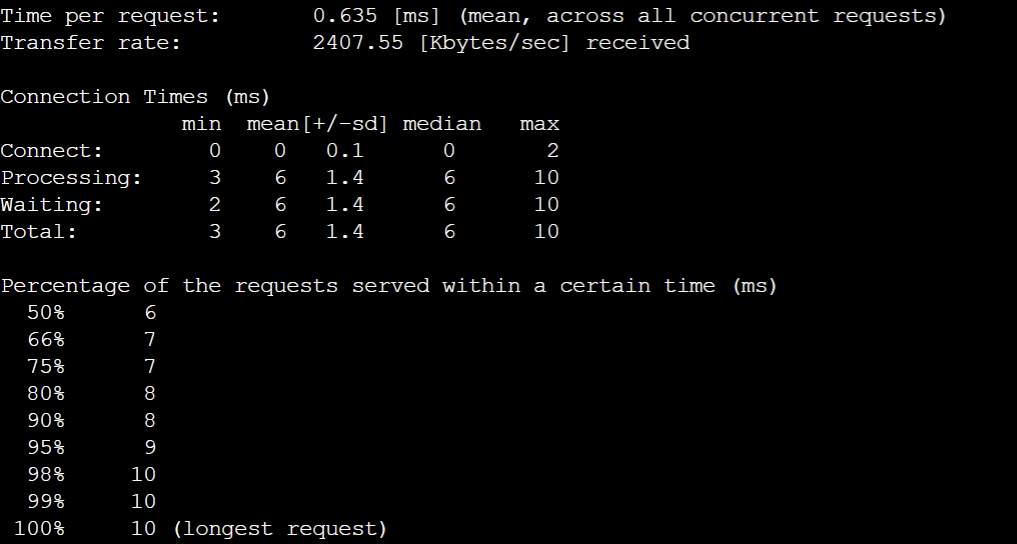 Time per request:       0.635 [ms] (mean, across all concurrent requests)
Transfer rate:          2407.55 [Kbytes/sec] received

Connection Times (ms)
              min  mean[+/-sd] median   max
Connect:        0    0   0.1      0       2
Processing:     3    6   1.4      6      10
Waiting:        2    6   1.4      6      10
Total:          3    6   1.4      6      10

Percentage of the requests served within a certain time (ms)
  50%      6
  66%      7
  75%      7
  80%      8
  90%      8
  95%      9
  98%     10
  99%     10
 100%     10 (longest request)